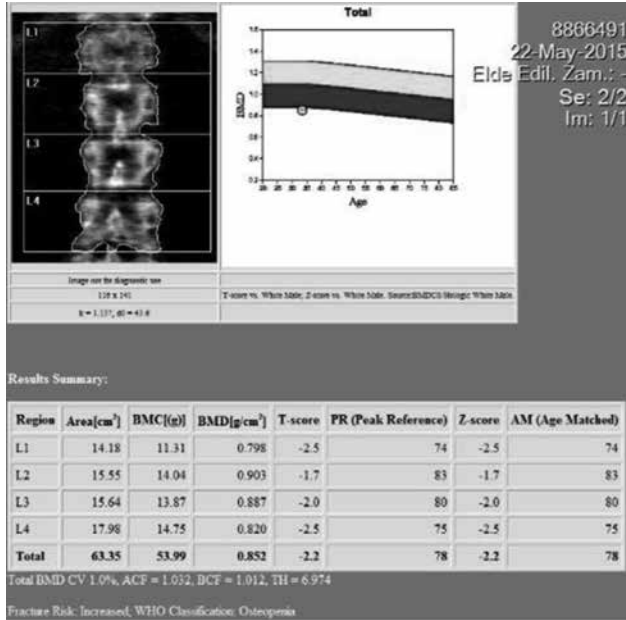 L1
L2
L3
L4
Image not for diagnostic use
116 x 141
k = 1.137, d0 = 43.6
Total
BMD
Age
T-score vs. White Male; Z-score vs. White Male. Source:BMDCS/Hologic White Male.
8866491
22-May-2015
Elde Edil. Zam.: -
Se: 2/2
Im: 1/1
Results Summary:
Region Area[cm²] BMC[(g)] BMD[g/cm²] T-score PR (Peak Reference) Z-score AM (Age Matched)
L1 14.18 11.31 0.798 -2.5 74 -2.5 74
L2 15.55 14.04 0.903 -1.7 83 -1.7 83
L3 15.64 13.87 0.887 -2.0 80 -2.0 80
L4 17.98 14.75 0.820 -2.5 75 -2.5 75
Total 63.35 53.99 0.852 -2.2 78 -2.2 78
Total BMD CV 1.0%, ACF = 1.032, BCF = 1.012, TH = 6.974
Fracture Risk: Increased; WHO Classification: Osteopenia